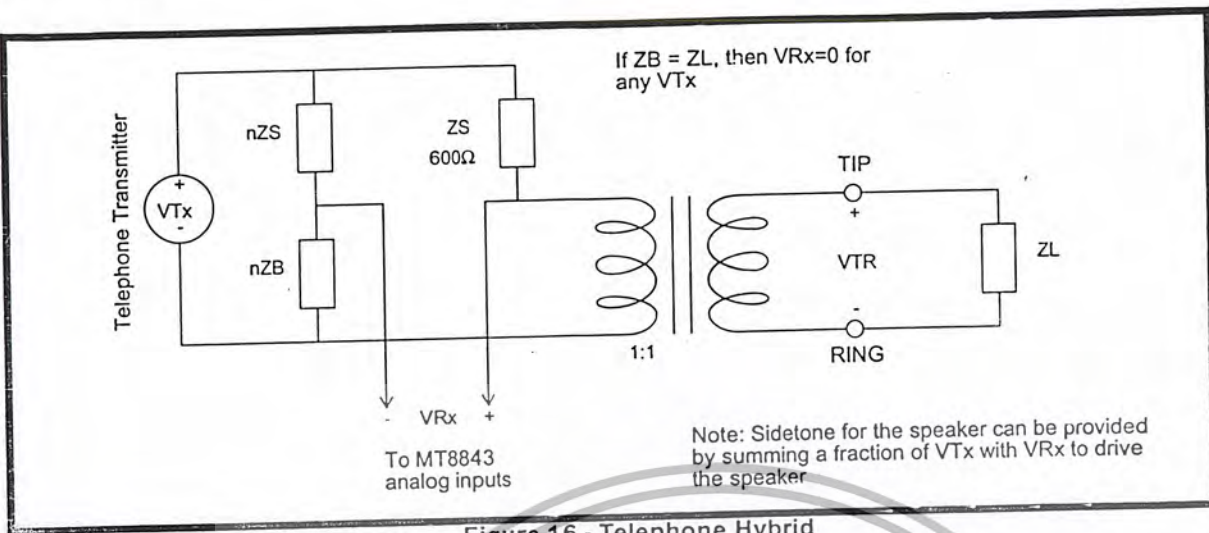 If ZB = ZL, then VRx=0 for
any VTx
Telephone Transmitter
nZS
ZS
600Ω
VTx
+
-
nZB
TIP
+
VTR
-
RING
ZL
1:1
- VRx +
To MT8843
analog inputs
Note: Sidetone for the speaker can be provided
by summing a fraction of VTx with VRx to drive
the speaker
Figure 16 - Telephone Hybrid